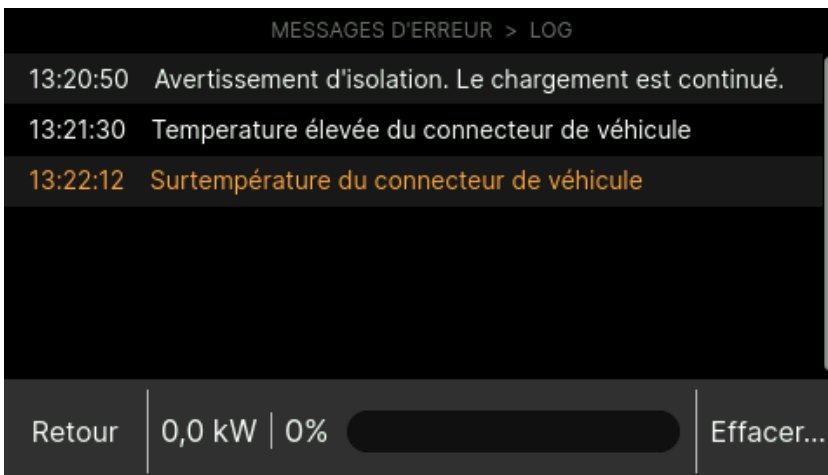 MESSAGES D'ERREUR > LOG
13:20:50 Avertissement d'isolation. Le chargement est continué.
13:21:30 Temperature élevée du connecteur de véhicule
13:22:12 Surtempérature du connecteur de véhicule
Retour 0,0 kW | 0% Effacer...